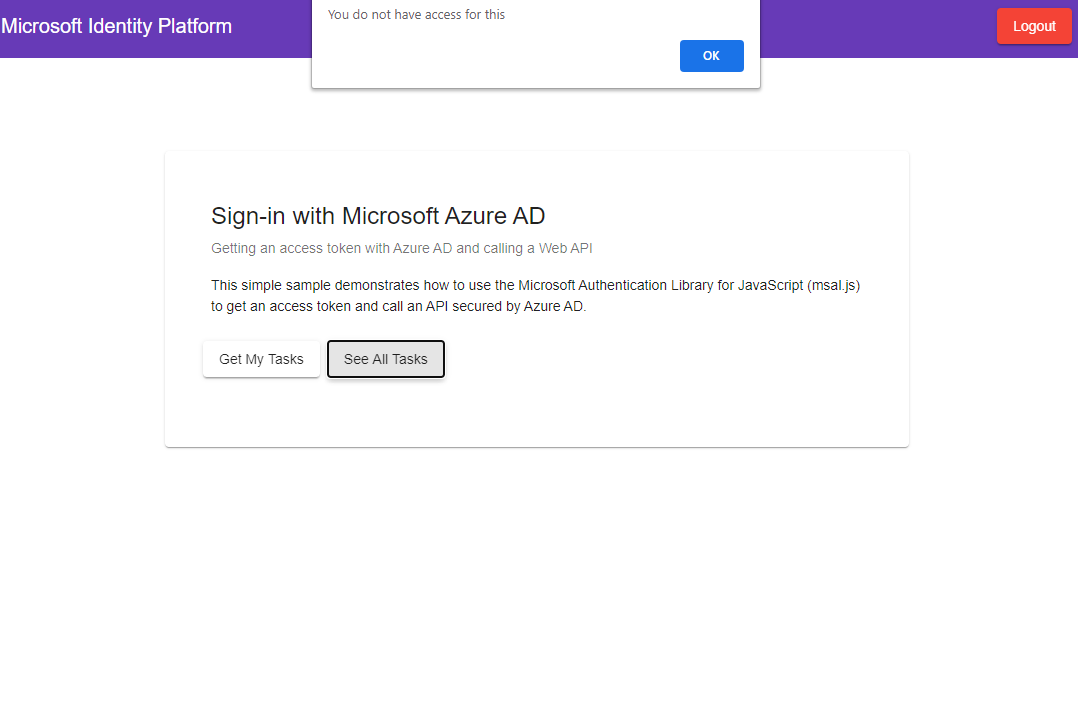 Microsoft Identity Platform
You do not have access for this
OK
Logout
Sign-in with Microsoft Azure AD
Getting an access token with Azure AD and calling a Web API
This simple sample demonstrates how to use the Microsoft Authentication Library for JavaScript (msal.js)
to get an access token and call an API secured by Azure AD.
Get My Tasks
See All Tasks